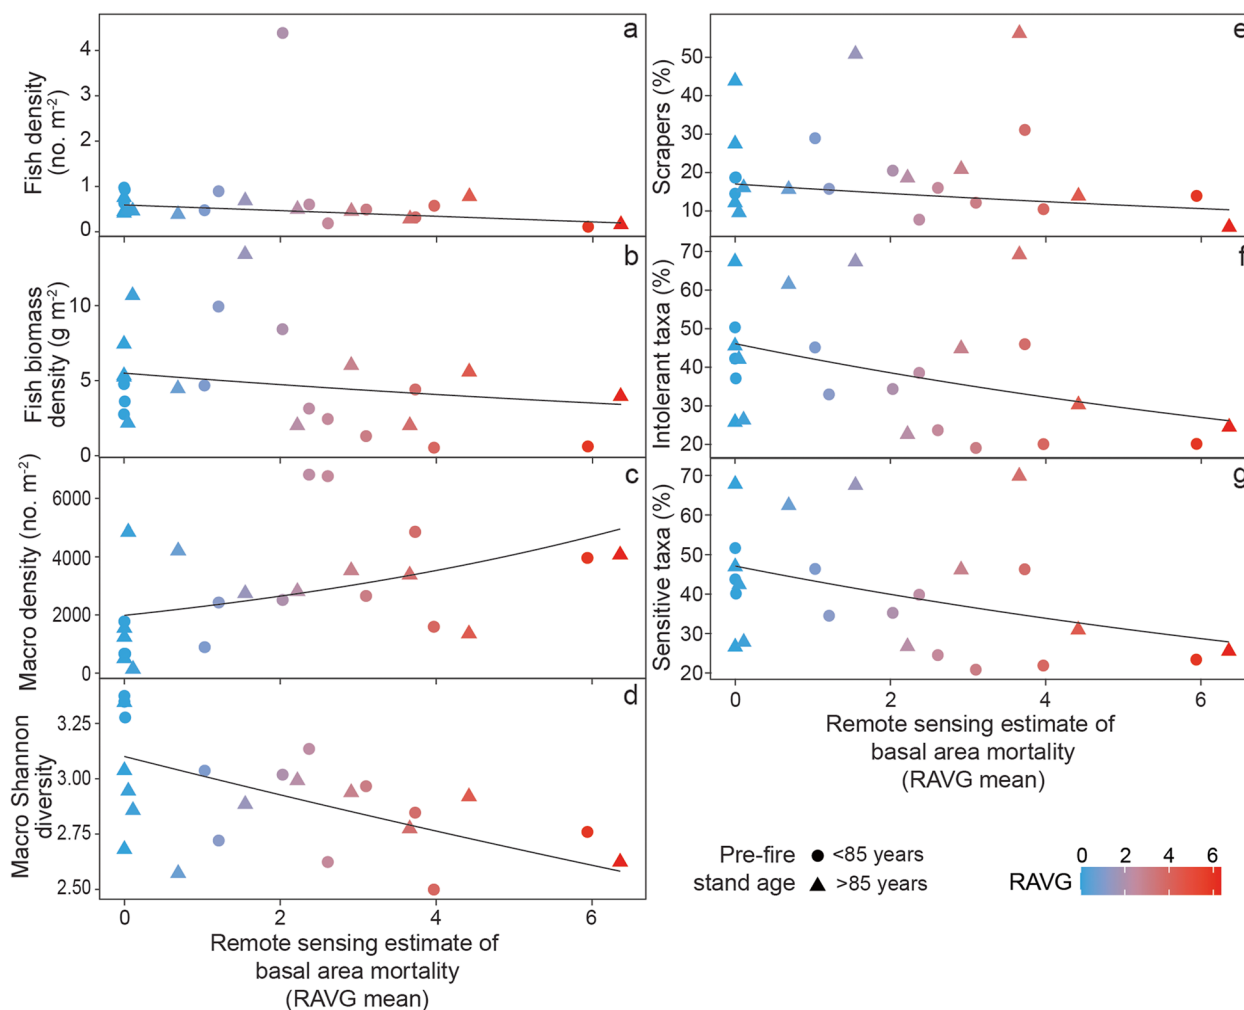 a
Fish density
(no. m-2)
4
3
2
1
0
b
Fish biomass
density (g m-2)
10
5
0
c
Macro density (no. m-2)
6000
4000
2000
0
d
Macro Shannon
diversity
3.25
3.00
2.75
2.50
0 2 4 6
Remote sensing estimate of
basal area mortality
(RAVG mean)
e
Scrapers (%)
50
40
30
20
10
f
Intolerant taxa (%)
70
60
50
40
30
20
g
Sensitive taxa (%)
70
60
50
40
30
20
0 2 4 6
Remote sensing estimate of
basal area mortality
(RAVG mean)
Pre-fire
stand age
<85 years
>85 years
RAVG
0 2 4 6